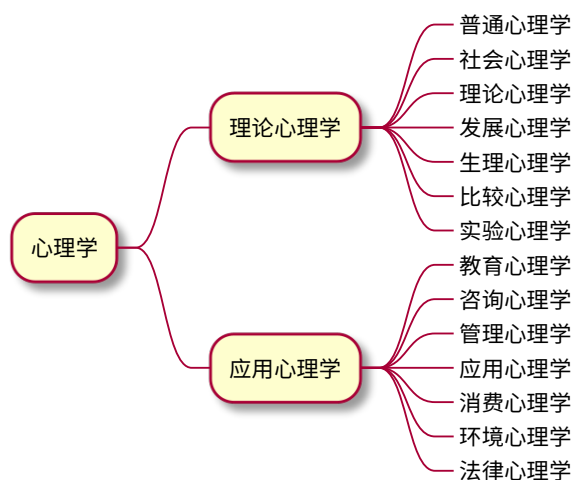 心理学
理论心理学
普通心理学
社会心理学
理论心理学
发展心理学
生理心理学
比较心理学
实验心理学
应用心理学
教育心理学
咨询心理学
管理心理学
应用心理学
消费心理学
环境心理学
法律心理学